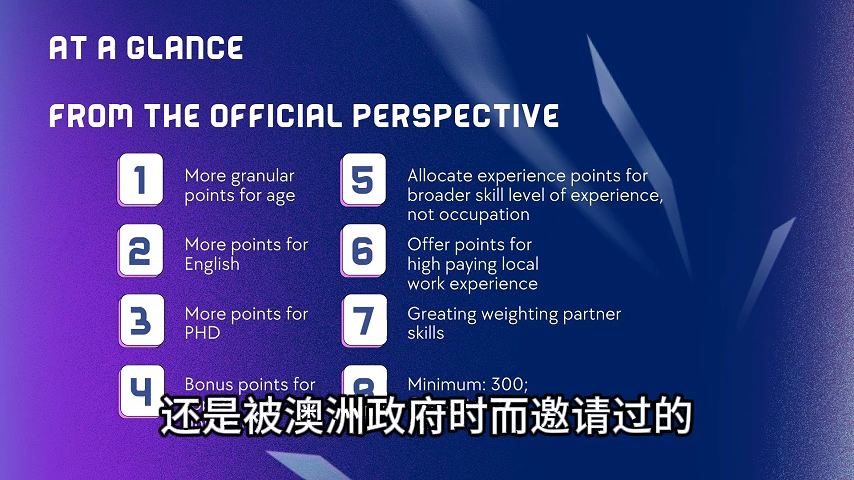 AT A GLANCE
FROM THE OFFICIAL PERSPECTIVE
1
More granular
points for age
2
More points for
English
3
More points for
PHD
4
Bonus points for
5
Allocate experience points for
broader skill level of experience,
not occupation
6
Offer points for
high paying local
work experience
7
Greating weighting partner
skills
8
Minimum: 300;
还是被澳洲政府时而邀请过的